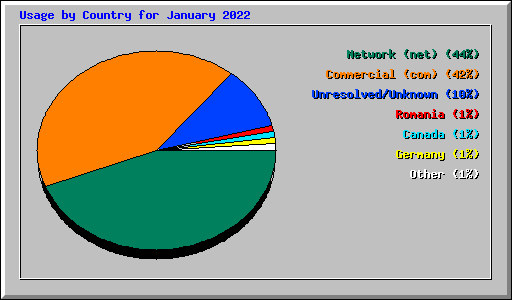 Usage by Country for January 2022
Network (net) (44%)
Commercial (com) (42%)
Unresolved/Unknown (10%)
Romania (1%)
Canada (1%)
Germany (1%)
Other (1%)